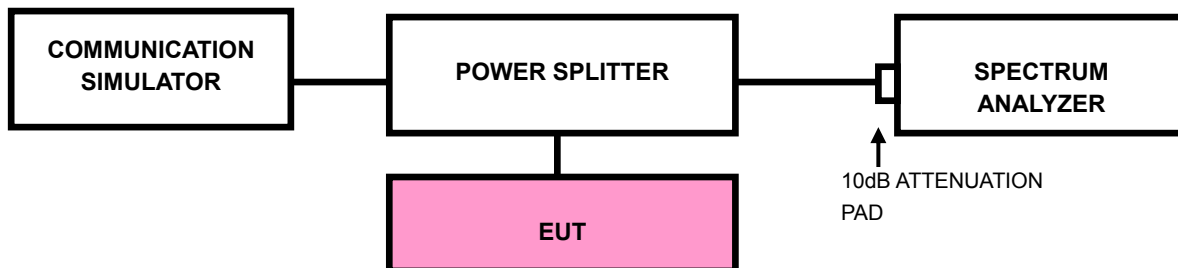 COMMUNICATION
SIMULATOR
POWER SPLITTER
SPECTRUM
ANALYZER
10dB ATTENUATION
PAD
EUT